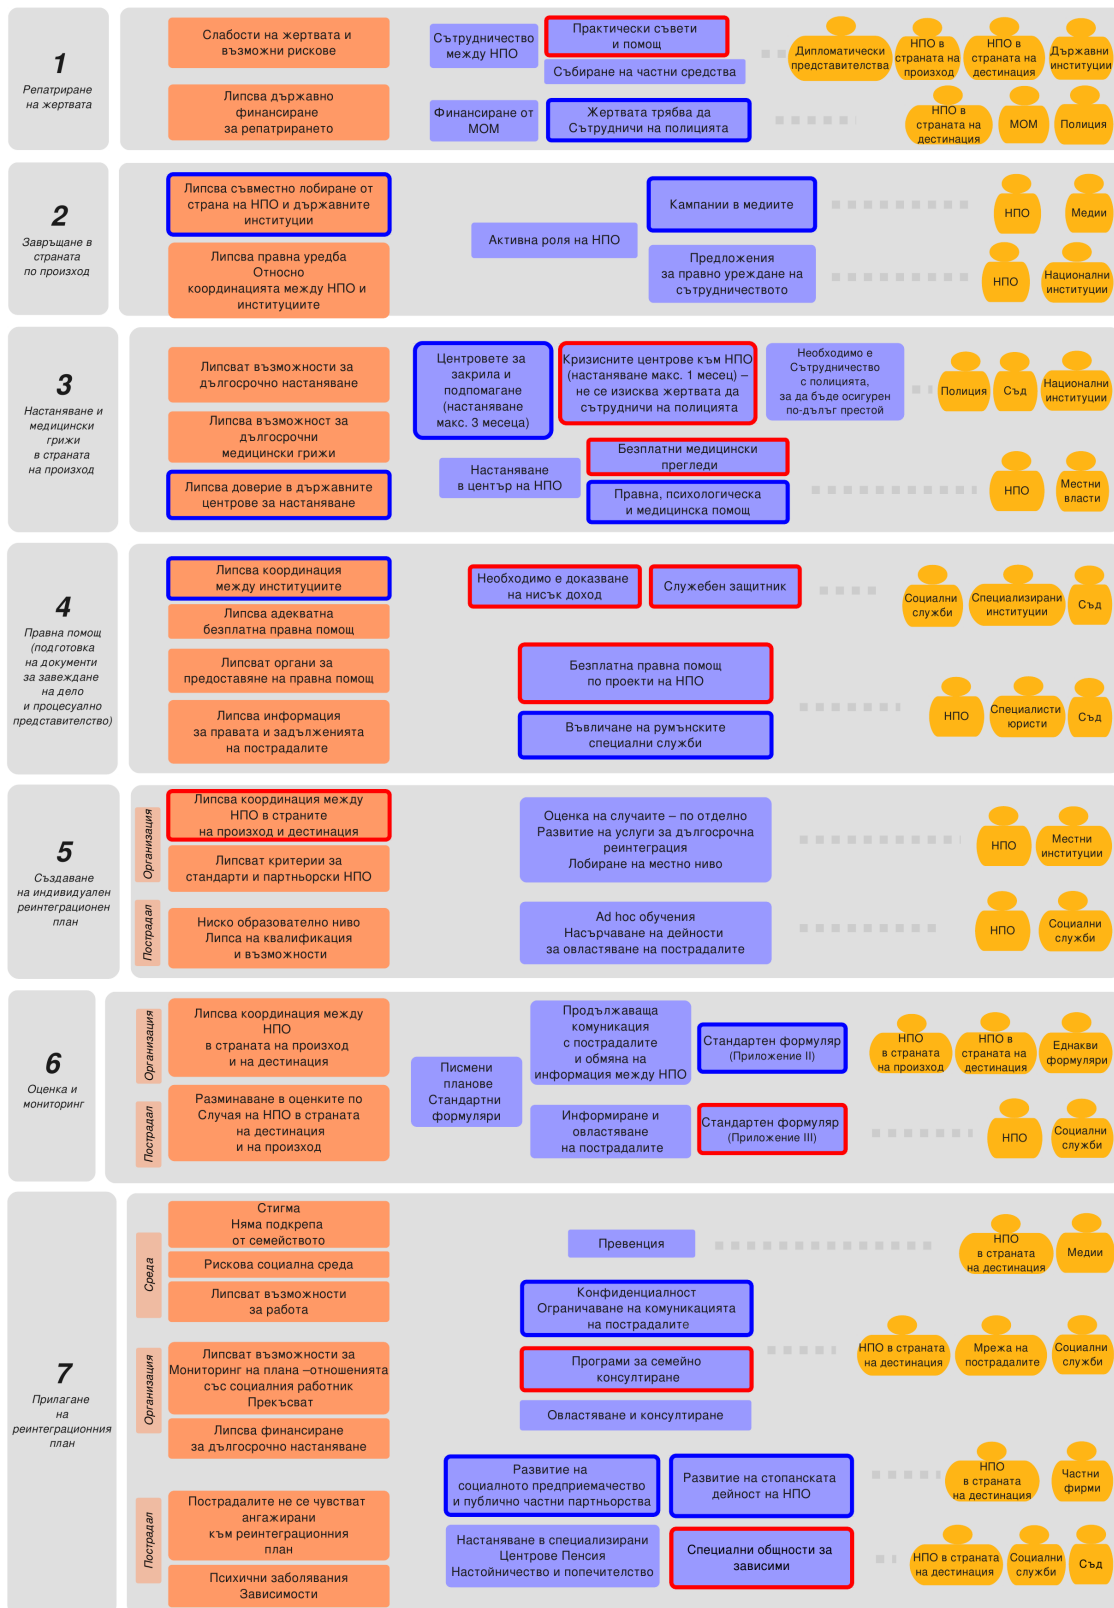 1
Репатриране
на жертвата
Слабости на жертвата и
възможни рискове
Липсва държавно
финансиране
за репатрирането
Сътрудничество
между НПО
Практически съвети
и помощ
Събиране на частни средства
Финансиране от
МОМ
Жертвата трябва да
Сътрудничи на полицията
Дипломатически
представителства
НПО в
страната на
произход
НПО в
страната на
дестинация
Държавни
институции
НПО в
страната на
дестинация
МОМ
Полиция
2
Завръщане в
страната
по произход
Липсва съвместно лобиране от
страна на НПО и държавните
институции
Липсва правна уредба
Относно
координацията между НПО и
институциите
Активна роля на НПО
Кампании в медиите
Предложения
за правно уреждане на
сътрудничеството
НПО
Медии
НПО
Национални
институции
3
Настаняване и
медицински
грижи
в страната
на произход
Липсват възможности за
дългосрочно настаняване
Липсва възможност за
дългосрочни
медицински грижи
Липсва доверие в държавните
центрове за настаняване
Центровете за
закрила и
подпомагане
(настаняване
макс. 3 месеца)
Кризисните центрове към НПО
(настаняване макс. 1 месец) –
не се изисква жертвата да
сътрудничи на полицията
Необходимо е
Сътрудничество
с полицията,
за да бъде осигурен
по-дълъг престой
Настаняване
в център на НПО
Безплатни медицински
прегледи
Правна, психологическа
и медицинска помощ
Полиция
Съд
Национални
институции
НПО
Местни
власти
4
Правна помощ
(подготовка
на документи
за завеждане
на дело
и процесуално
представителство)
Липсва координация
между институциите
Липсва адекватна
безплатна правна помощ
Липсват органи за
предоставяне на правна помощ
Липсва информация
за правата и задълженията
на пострадалите
Необходимо е доказване
на нисък доход
Служебен защитник
Безплатна правна помощ
по проекти на НПО
Въвличане на румънските
специални служби
Социални
служби
Специализирани
институции
Съд
НПО
Специалисти
юристи
Съд
5
Създаване
на индивидуален
реинтеграционен
план
Организация
Пострадал
Липсва координация между
НПО в страните
на произход и дестинация
Липсват критерии за
стандарти и партньорски НПО
Ниско образователно ниво
Липса на квалификация
и възможности
Оценка на случаите – по отделно
Развитие на услуги за дългосрочна
реинтеграция
Лобиране на местно ниво
Ad hoc обучения
Насърчаване на дейности
за овластяване на пострадалите
НПО
Местни
институции
НПО
Социални
служби
6
Оценка и
мониторинг
Организация
Пострадал
Липсва координация между
НПО
в страната на произход
и на дестинация
Разминаване в оценките по
Случая на НПО в страната
на дестинация
и на произход
Писмени
планове
Стандартни
формуляри
Продължаваща
комуникация
с пострадалите
и обмяна на
информация между НПО
Стандартен формуляр
(Приложение II)
Информиране и
овластяване
на пострадалите
Стандартен формуляр
(Приложение III)
НПО
в страната
на произход
НПО в
страната на
дестинация
Еднакви
формуляри
НПО
Социални
служби
7
Прилагане
на
реинтеграционния
план
Среда
Организация
Пострадал
Стигма
Няма подкрепа
от семейството
Рискова социална среда
Липсват възможности
за работа
Липсват възможности за
Мониторинг на плана –отношенията
със социалния работник
Прекъсват
Липсва финансиране
за дългосрочно настаняване
Пострадалите не се чувстват
ангажирани
към реинтеграционния
план
Психични заболявания
Зависимости
Превенция
Конфиденциалност
Ограничаване на комуникацията
на пострадалите
Програми за семейно
консултиране
Овластяване и консултиране
Развитие на
социалното предприемачество
и публично частни партньорства
Развитие на стопанската
дейност на НПО
Настаняване в специализирани
Центрове Пенсия
Настойничество и попечителство
Специални общности за
зависими
НПО
в страната
на дестинация
Медии
НПО в страната
на дестинация
Мрежа на
пострадалите
Социални
служби
НПО
в страната
на дестинация
Частни
фирми
НПО в страната
на дестинация
Социални
служби
Съд